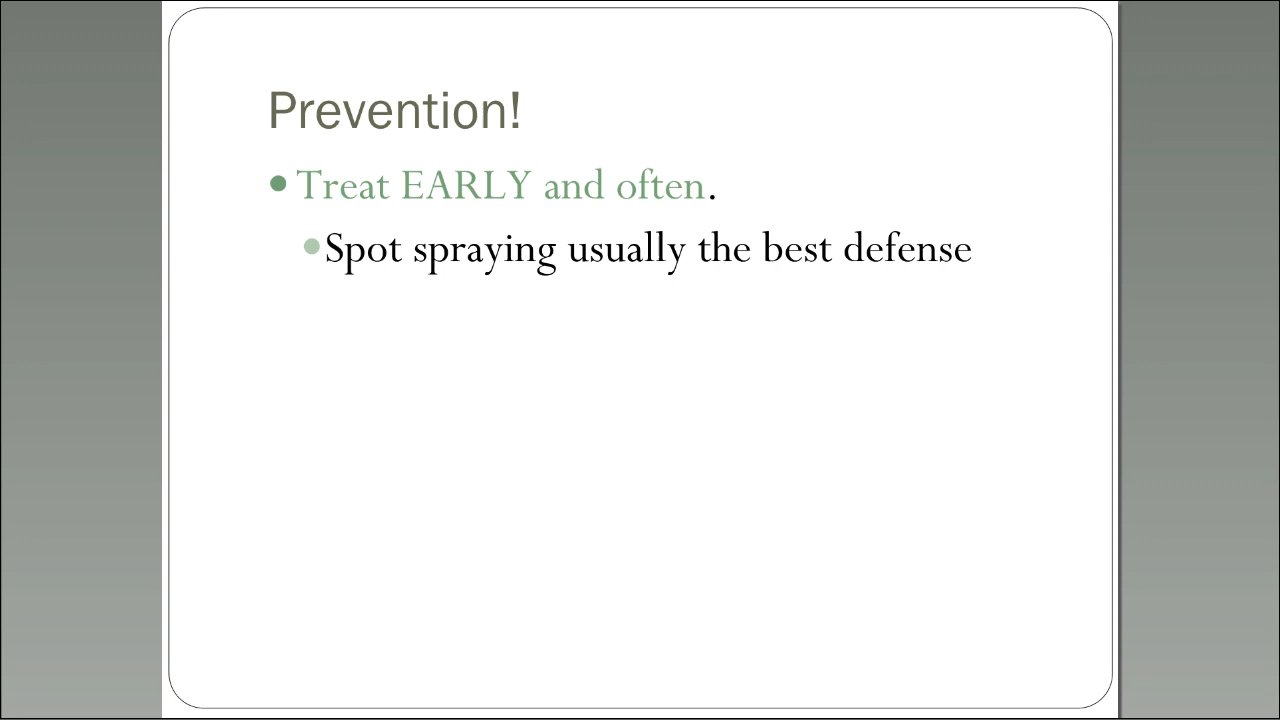 Prevention!
• Treat EARLY and often.
• Spot spraying usually the best defense